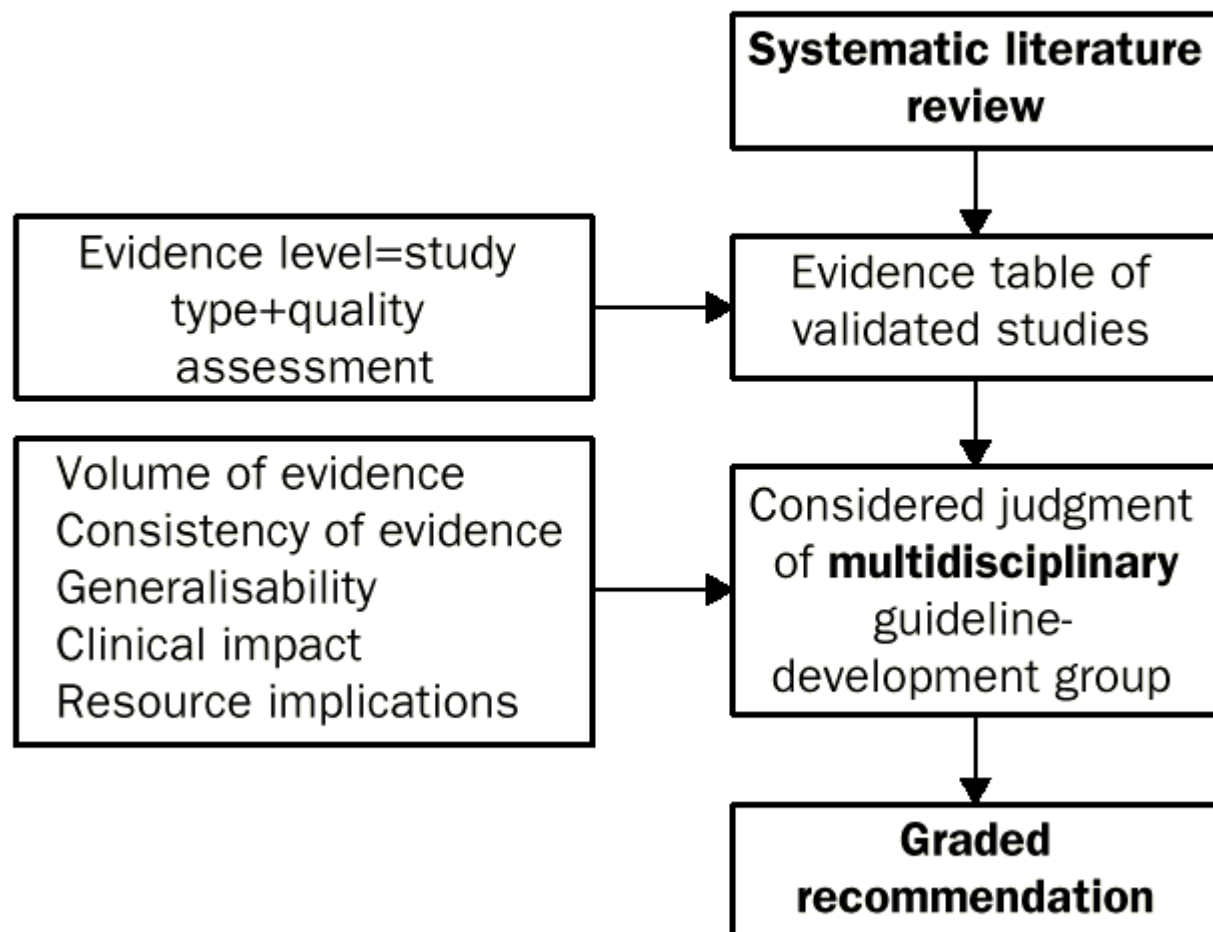 Systematic literature
review
Evidence level=study
type+quality
assessment
Evidence table of
validated studies
Volume of evidence
Consistency of evidence
Generalisability
Clinical impact
Resource implications
Considered judgment
of multidisciplinary
guideline-
development group
Graded
recommendation